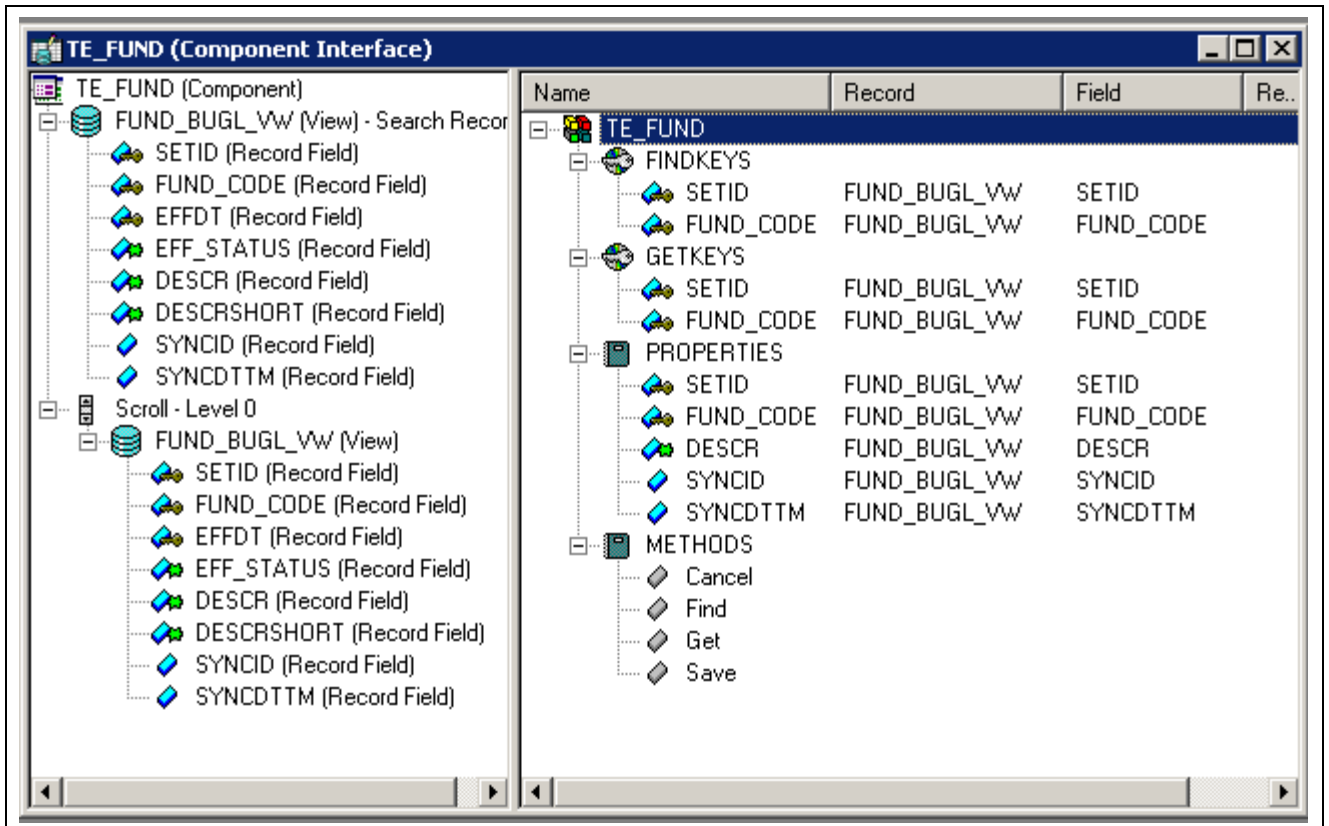 TE_FUND (Component Interface)
TE_FUND (Component)
FUND_BUGL_VW (View) - Search Recor
SETID (Record Field)
FUND_CODE (Record Field)
EFFDT (Record Field)
EFF_STATUS (Record Field)
DESCR (Record Field)
DESCRSHORT (Record Field)
SYNCID (Record Field)
SYNCDTTM (Record Field)
Scroll - Level 0
FUND_BUGL_VW (View)
SETID (Record Field)
FUND_CODE (Record Field)
EFFDT (Record Field)
EFF_STATUS (Record Field)
DESCR (Record Field)
DESCRSHORT (Record Field)
SYNCID (Record Field)
SYNCDTTM (Record Field)
Name Record Field Re..
TE_FUND
FINDKEYS
SETID FUND_BUGL_VW SETID
FUND_CODE FUND_BUGL_VW FUND_CODE
GETKEYS
SETID FUND_BUGL_VW SETID
FUND_CODE FUND_BUGL_VW FUND_CODE
PROPERTIES
SETID FUND_BUGL_VW SETID
FUND_CODE FUND_BUGL_VW FUND_CODE
DESCR FUND_BUGL_VW DESCR
SYNCID FUND_BUGL_VW SYNCID
SYNCDTTM FUND_BUGL_VW SYNCDTTM
METHODS
Cancel
Find
Get
Save